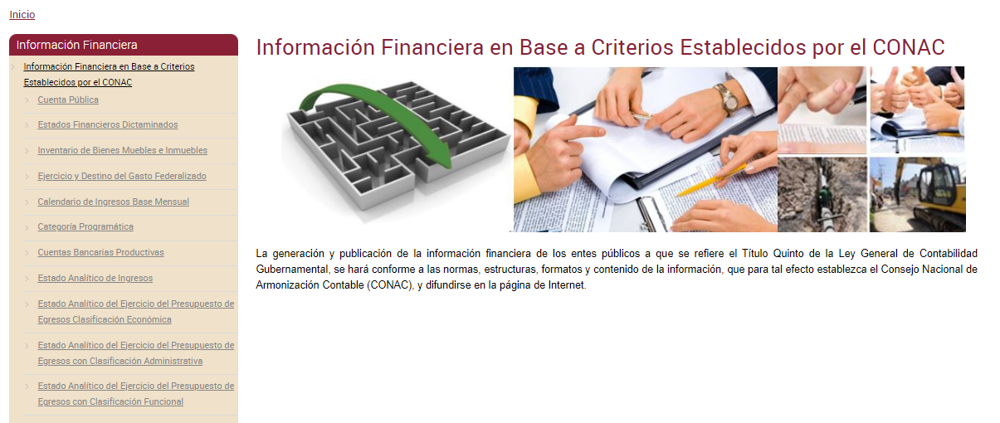 Inicio
Información Financiera
Información Financiera en Base a Criterios
Establecidos por el CONAC
Cuenta Pública
Estados Financieros Dictaminados
Inventario de Bienes Muebles e Inmuebles
Ejercicio y Destino del Gasto Federalizado
Calendario de Ingresos Base Mensual
Categoría Programática
Cuentas Bancarias Productivas
Estado Analítico de Ingresos
Estado Analítico del Ejercicio del Presupuesto de
Egresos Clasificación Económica
Estado Analítico del Ejercicio del Presupuesto de
Egresos con Clasificación Administrativa
Estado Analítico del Ejercicio del Presupuesto de
Egresos con Clasificación Funcional
Información Financiera en Base a Criterios Establecidos por el CONAC
La generación y publicación de la información financiera de los entes públicos a que se refiere el Título Quinto de la Ley General de Contabilidad
Gubernamental, se hará conforme a las normas, estructuras, formatos y contenido de la información, que para tal efecto establezca el Consejo Nacional de
Armonización Contable (CONAC), y difundirse en la página de Internet.